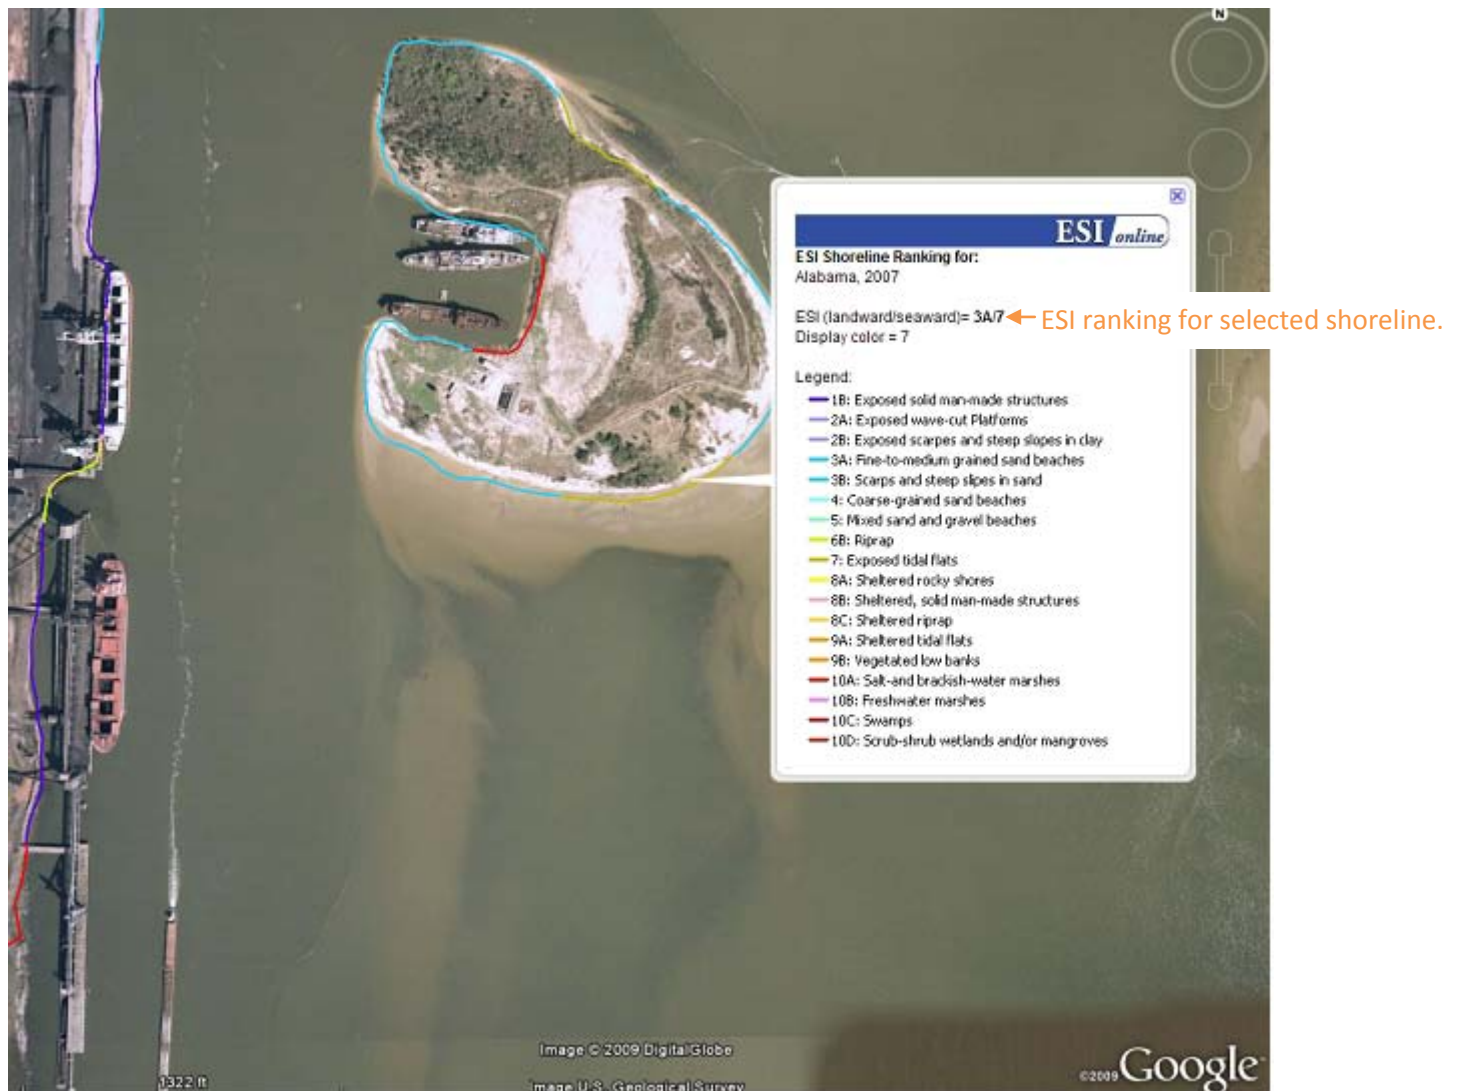 N
ESI online
ESI Shoreline Ranking for:
Alabama, 2007
ESI (landward/seaward)= 3A/7
ESI ranking for selected shoreline.
Display color = 7
Legend:
1B: Exposed solid man-made structures
2A: Exposed wave-cut Platforms
2B: Exposed scarpes and steep slopes in clay
3A: Fine-to-medium grained sand beaches
3B: Scarps and steep slipes in sand
4: Coarse-grained sand beaches
5: Mixed sand and gravel beaches
6B: Riprap
7: Exposed tidal flats
8A: Sheltered rocky shores
8B: Sheltered, solid man-made structures
8C: Sheltered riprap
9A: Sheltered tidal flats
9B: Vegetated low banks
10A: Salt-and brackish-water marshes
10B: Freshwater marshes
10C: Swamps
10D: Scrub-shrub wetlands and/or mangroves
Image © 2009 DigitalGlobe
©2009 Google
1322 ft
Image U.S. Geological Survey